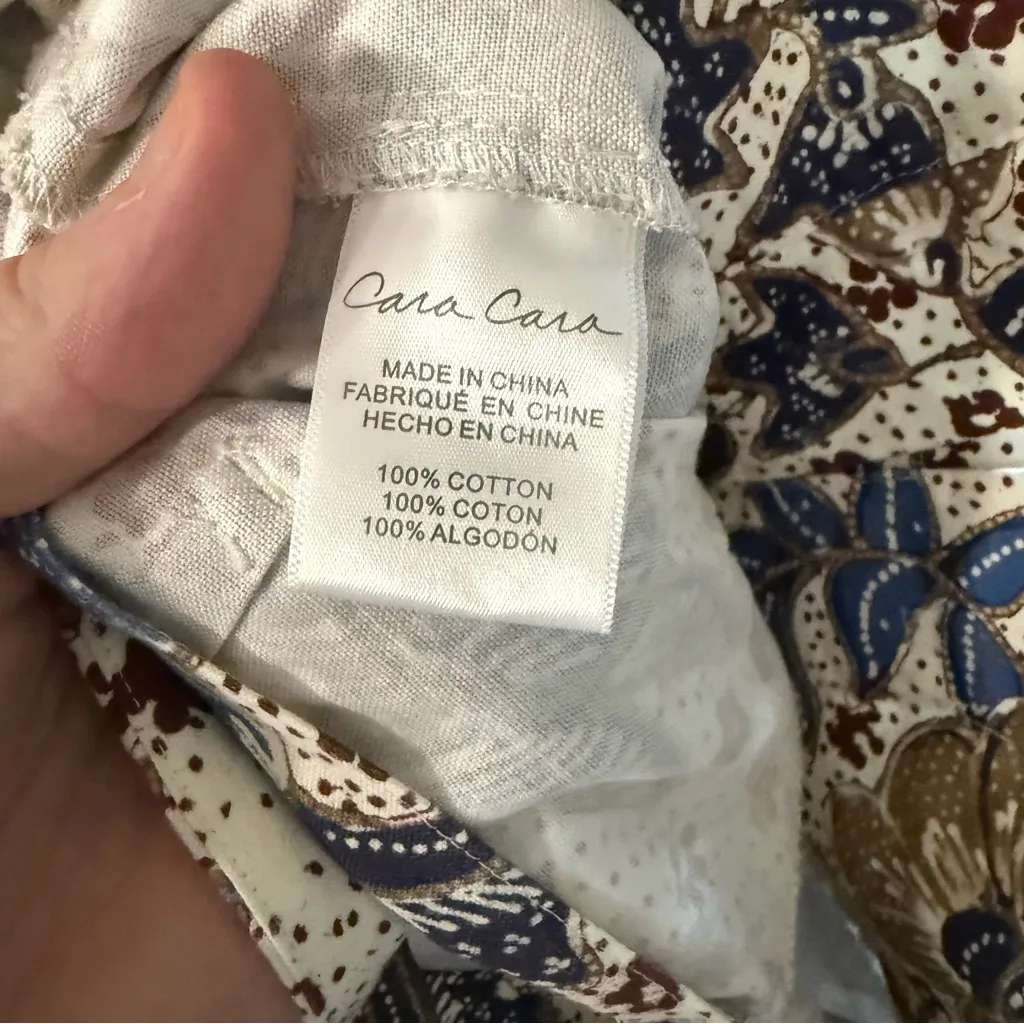 Cara Cara
MADE IN CHINA
FABRIQUÉ EN CHINE
HECHO EN CHINA
100% COTTON
100% COTON
100% ALGODÓN